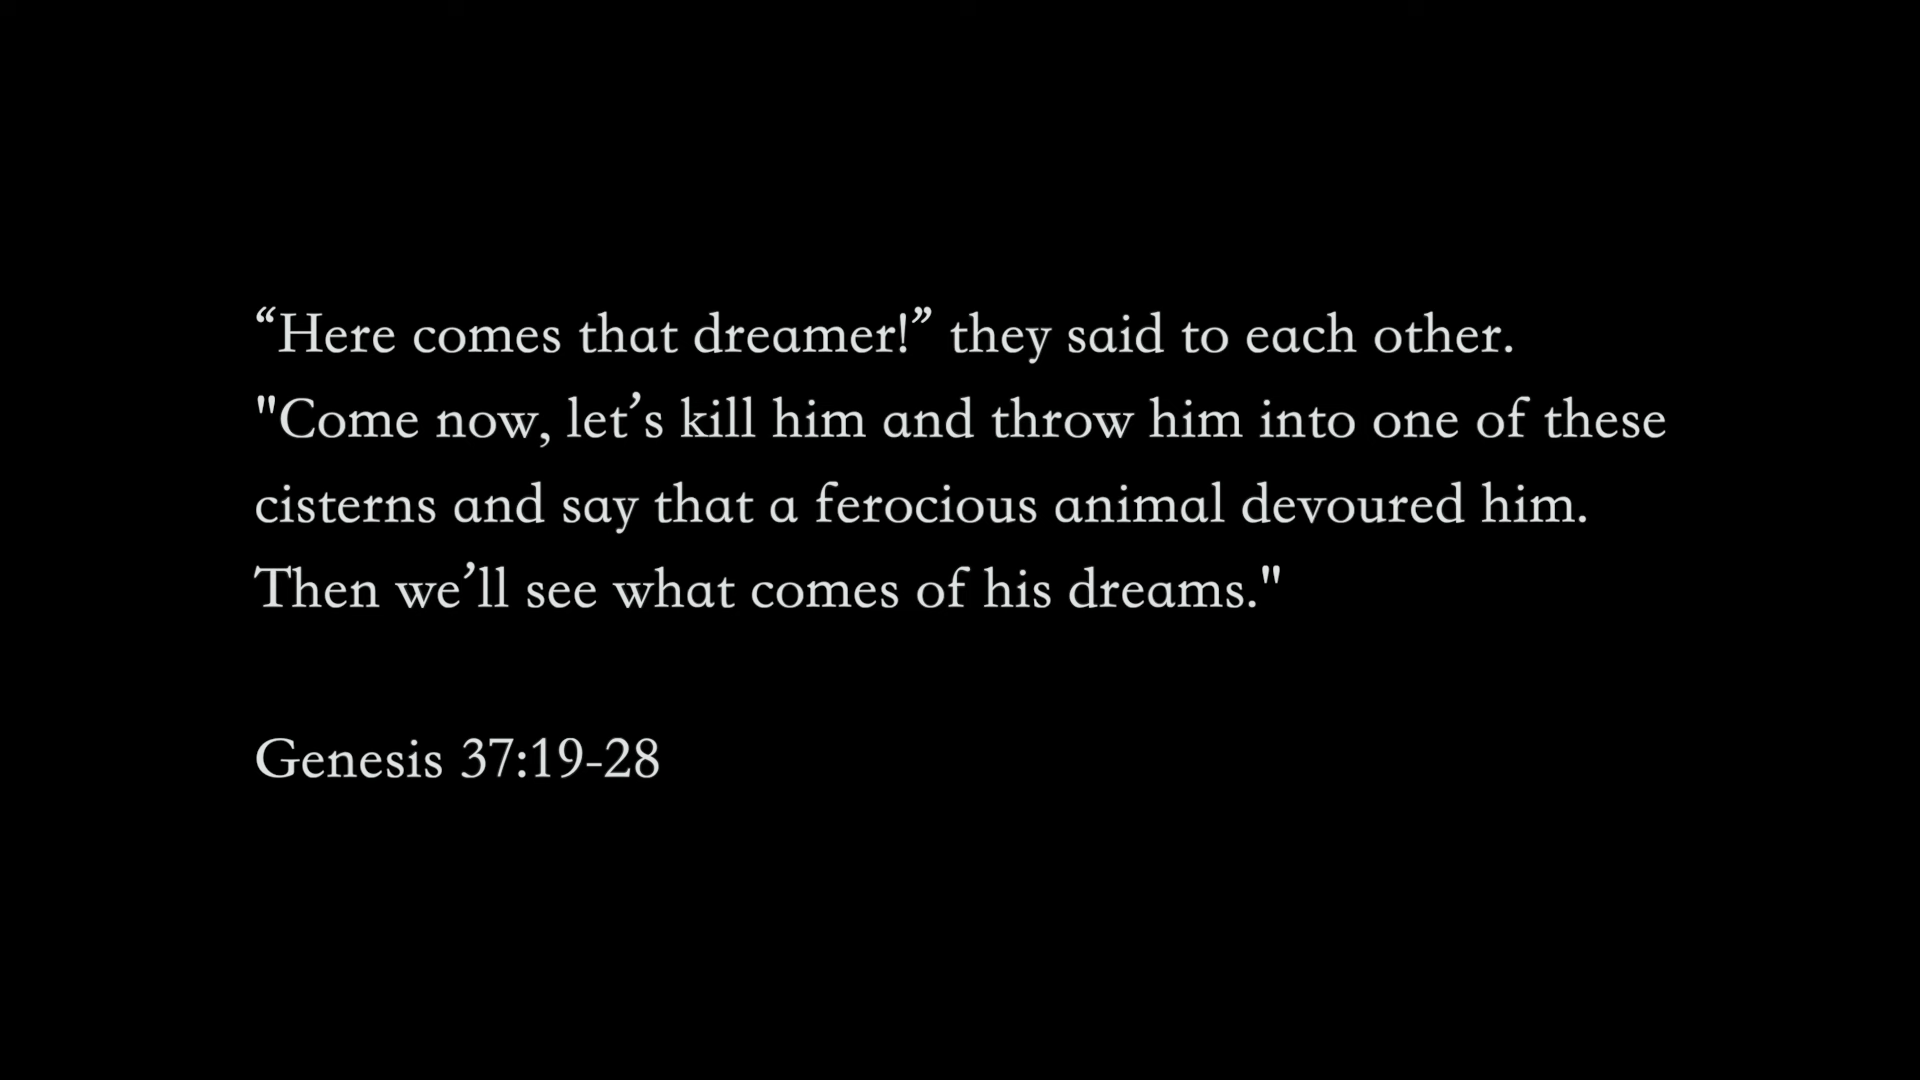 “Here comes that dreamer!” they said to each other.
"Come now, let’s kill him and throw him into one of these
cisterns and say that a ferocious animal devoured him.
Then we’ll see what comes of his dreams."
Genesis 37:19-28